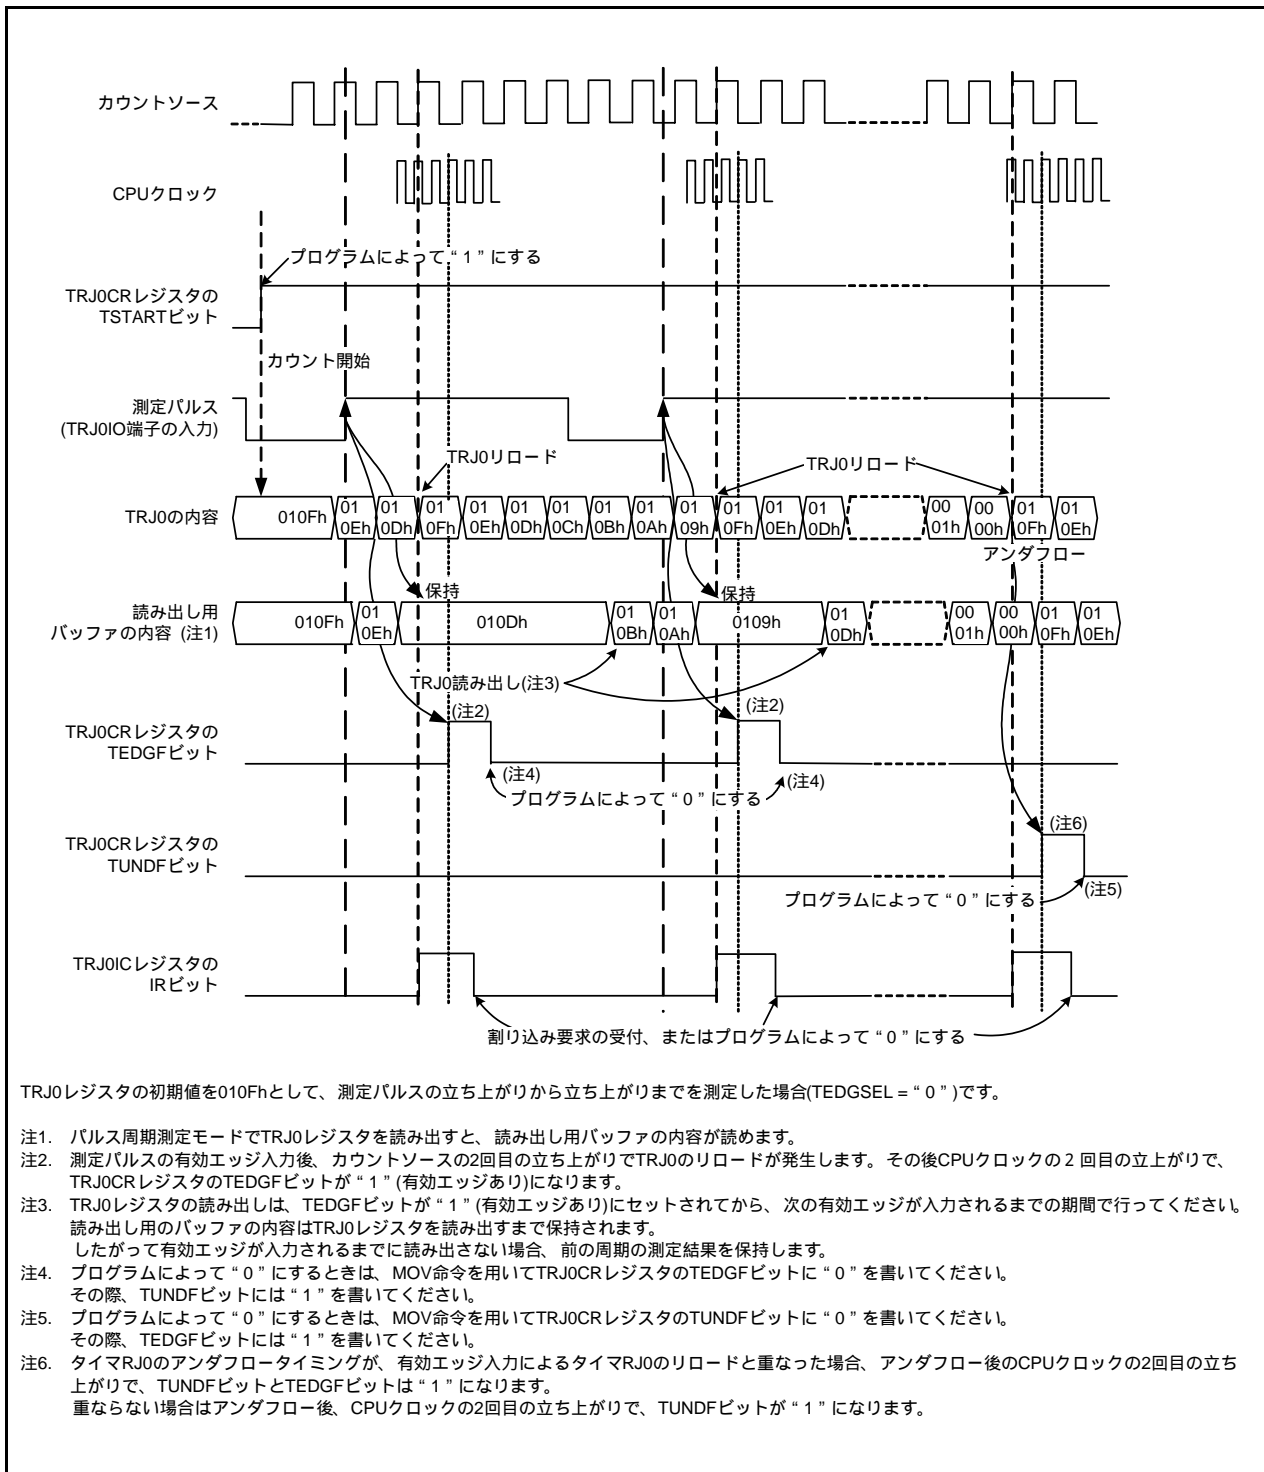 カウントソース
CPUクロック
プログラムによって“1”にする
TRJ0CRレジスタの
TSTARTビット
カウント開始
測定パルス
(TRJ0IO端子の入力)
TRJ0リロード
TRJ0リロード
TRJ0の内容
010Fh
01
0Eh
01
0Dh
01
0Fh
01
0Eh
01
0Dh
01
0Ch
01
0Bh
01
0Ah
01
09h
01
0Fh
01
0Eh
01
0Dh
00
01h
00
00h
01
0Fh
01
0Eh
アンダフロー
保持
保持
読み出し用
バッファの内容 (注1)
010Fh
01
0Eh
010Dh
01
0Bh
01
0Ah
0109h
01
0Dh
00
01h
00
00h
01
0Fh
01
0Eh
TRJ0読み出し(注3)
(注2)
(注2)
TRJ0CRレジスタの
TEDGFビット
(注4)
(注4)
プログラムによって“0”にする
TRJ0CRレジスタの
TUNDFビット
(注6)
プログラムによって“0”にする
(注5)
TRJ0ICレジスタの
IRビット
割り込み要求の受付、またはプログラムによって“0”にする
TRJ0レジスタの初期値を010Fhとして、測定パルスの立ち上がりから立ち上がりまでを測定した場合(TEDGSEL =“0”)です。
注1. パルス周期測定モードでTRJ0レジスタを読み出すと、読み出し用バッファの内容が読めます。
注2. 測定パルスの有効エッジ入力後、カウントソースの2回目の立ち上がりでTRJ0のリロードが発生します。その後CPUクロックの２回目の立上がりで、
TRJ0CRレジスタのTEDGFビットが“1”(有効エッジあり)になります。
注3. TRJ0レジスタの読み出しは、TEDGFビットが“1”(有効エッジあり)にセットされてから、次の有効エッジが入力されるまでの期間で行ってください。
読み出し用のバッファの内容はTRJ0レジスタを読み出すまで保持されます。
したがって有効エッジが入力されるまでに読み出さない場合、前の周期の測定結果を保持します。
注4. プログラムによって“0”にするときは、MOV命令を用いてTRJ0CRレジスタのTEDGFビットに“0”を書いてください。
その際、TUNDFビットには“1”を書いてください。
注5. プログラムによって“0”にするときは、MOV命令を用いてTRJ0CRレジスタのTUNDFビットに“0”を書いてください。
その際、TEDGFビットには“1”を書いてください。
注6. タイマRJ0のアンダフロータイミングが、有効エッジ入力によるタイマRJ0のリロードと重なった場合、アンダフロー後のCPUクロックの2回目の立ち
上がりで、TUNDFビットとTEDGFビットは“1”になります。
重ならない場合はアンダフロー後、CPUクロックの2回目の立ち上がりで、TUNDFビットが“1”になります。